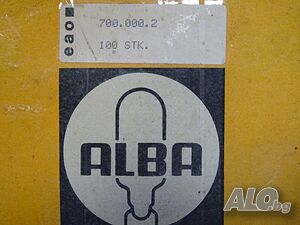 eao
700.000.2
100 STK.
ALBA
ALO.bg